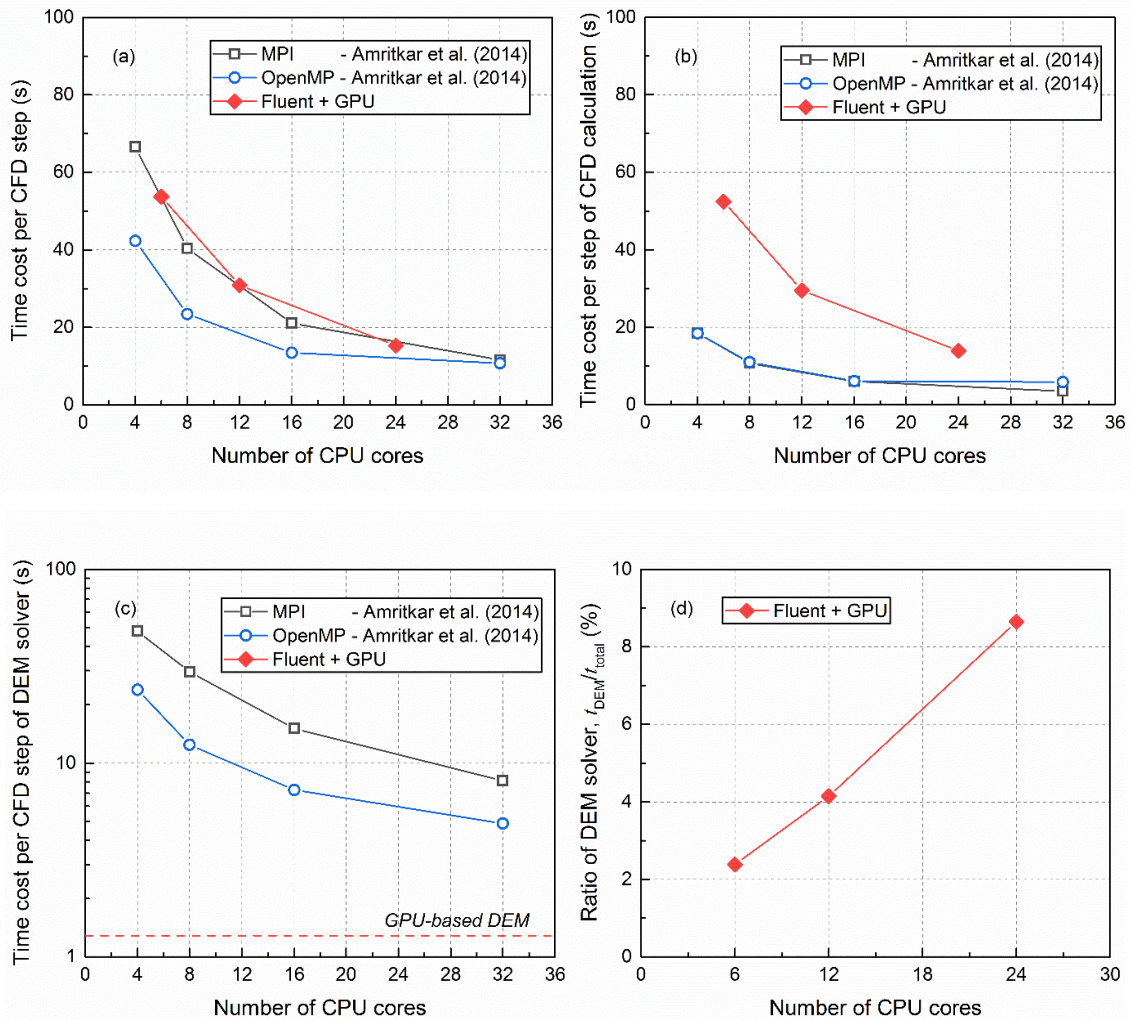 (a)
MPI - Amritkar et al. (2014)
OpenMP - Amritkar et al. (2014)
Fluent + GPU
Time cost per CFD step (s)
100
80
60
40
20
0
0 4 8 12 16 20 24 28 32 36
Number of CPU cores
(b)
MPI - Amritkar et al. (2014)
OpenMP - Amritkar et al. (2014)
Fluent + GPU
Time cost per step of CFD calculation (s)
100
80
60
40
20
0
0 4 8 12 16 20 24 28 32 36
Number of CPU cores
(c)
MPI - Amritkar et al. (2014)
OpenMP - Amritkar et al. (2014)
Fluent + GPU
Time cost per CFD step of DEM solver (s)
100
10
1
GPU-based DEM
0 4 8 12 16 20 24 28 32 36
Number of CPU cores
(d)
Fluent + GPU
Ratio of DEM solver, t_DEM/t_total (%)
10
8
6
4
2
0
0 6 12 18 24 30
Number of CPU cores